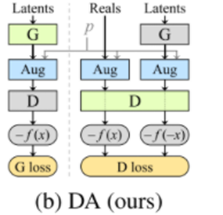 Latents Reals Latents
G p G
Aug Aug Aug
D D
−f(x) −f(x) −f(−x)
G loss D loss
(b) DA (ours)